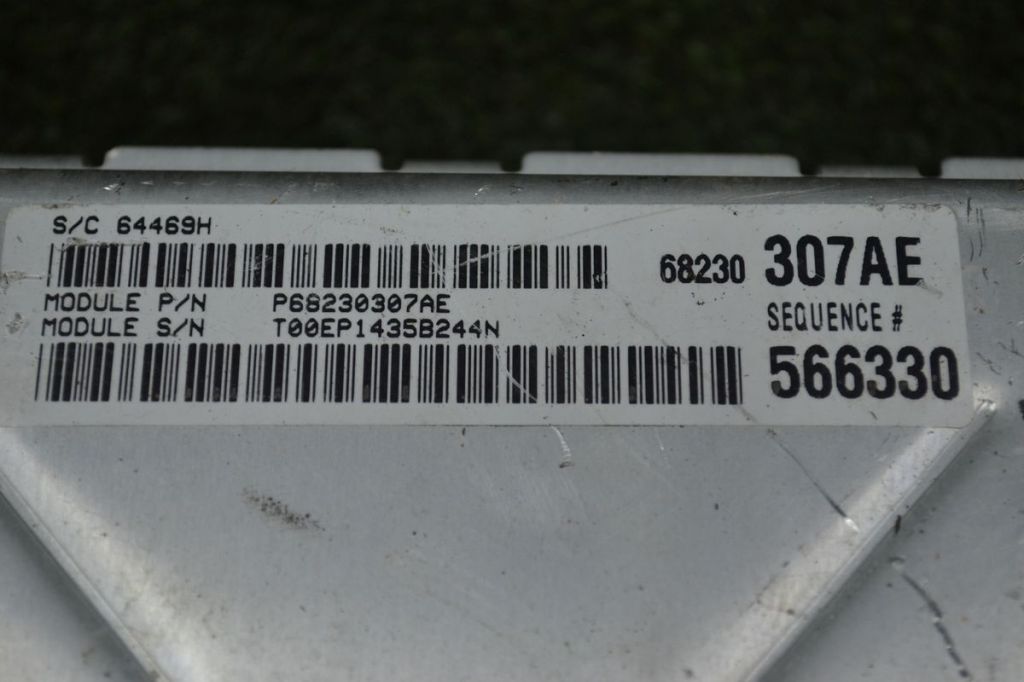 S/C 64469H
68230 307AE
MODULE P/N P68230307AE
MODULE S/N T00EP1435B244N
SEQUENCE #
566330